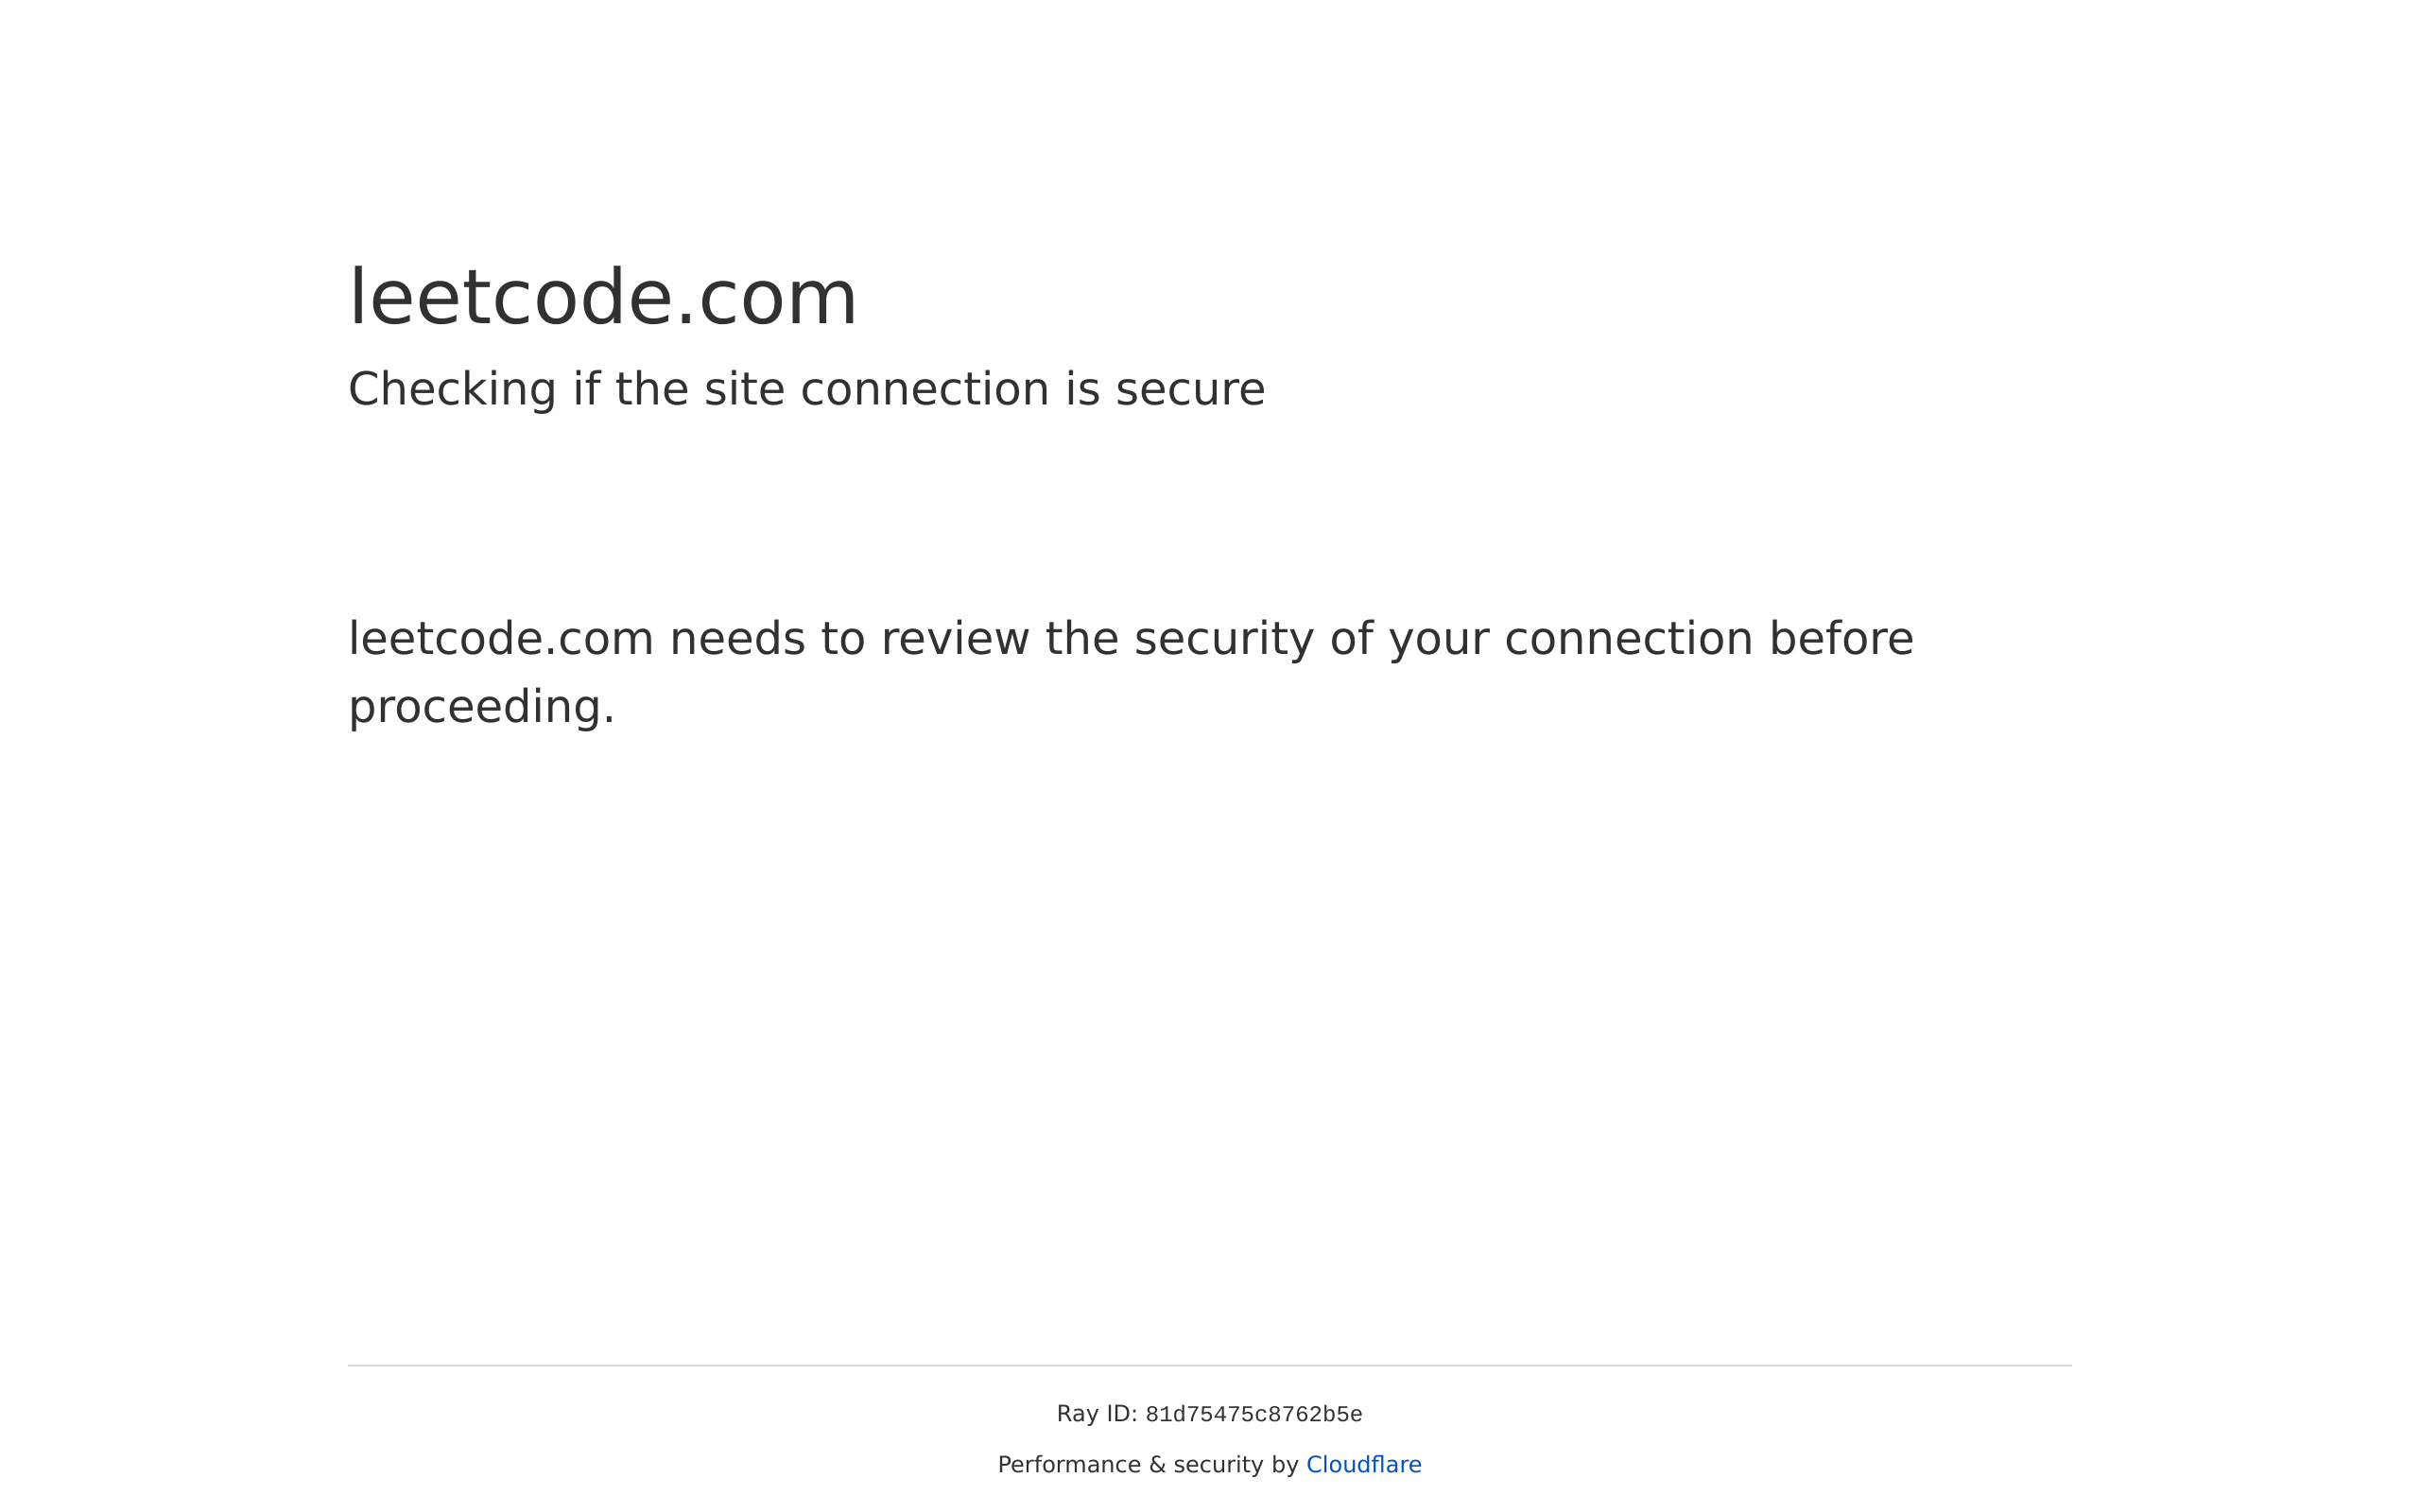 leetcode.com
Checking if the site connection is secure
leetcode.com needs to review the security of your connection before
proceeding.
Ray ID: 81d75475c8762b5e
Performance & security by Cloudflare